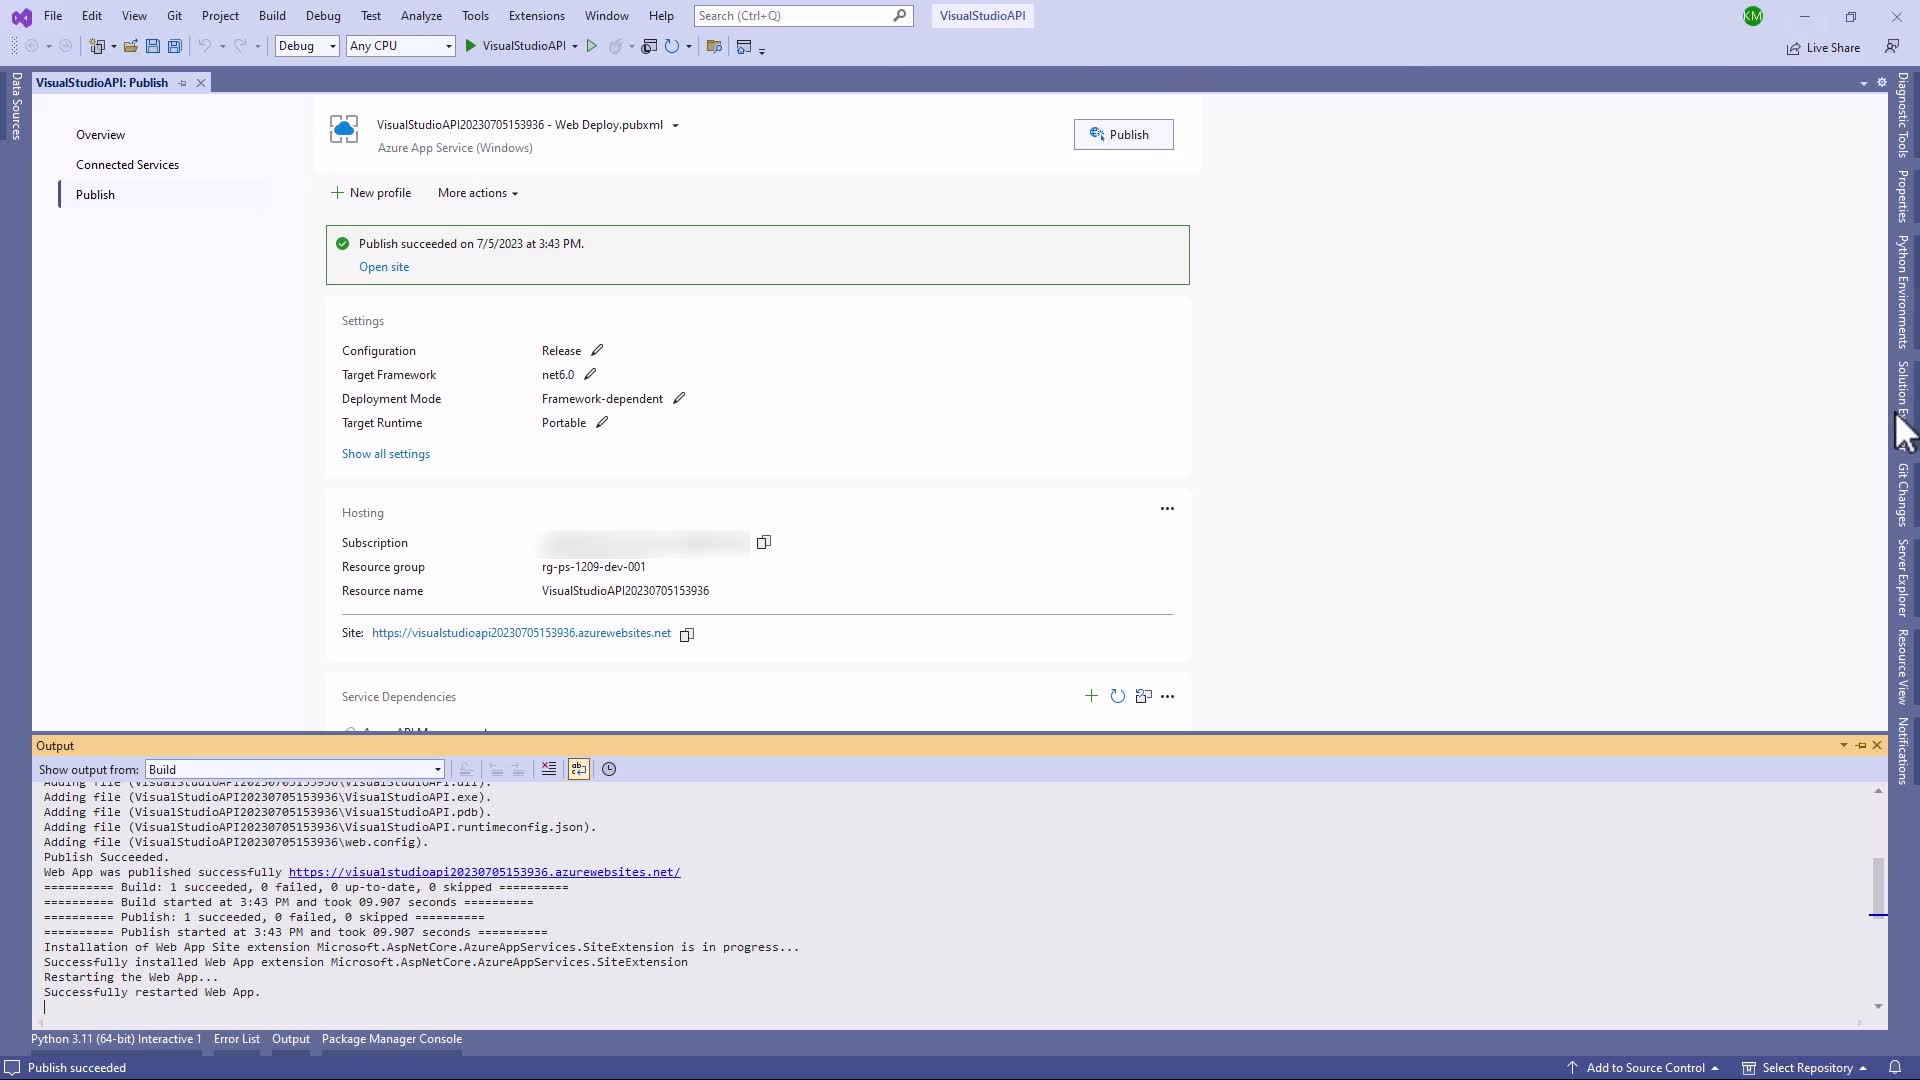 File Edit View Git Project Build Debug Test Analyze Tools Extensions Window Help Search (Ctrl+Q) VisualStudioAPI KM
Debug Any CPU VisualStudioAPI Live Share
VisualStudioAPI: Publish
Data Sources
Overview
Connected Services
Publish
VisualStudioAPI20230705153936 - Web Deploy.pubxml
Azure App Service (Windows)
Publish
New profile More actions
Publish succeeded on 7/5/2023 at 3:43 PM.
Open site
Settings
Configuration Release
Target Framework net6.0
Deployment Mode Framework-dependent
Target Runtime Portable
Show all settings
Hosting
Subscription
Resource group rg-ps-1209-dev-001
Resource name VisualStudioAPI20230705153936
Site: https://visualstudioapi20230705153936.azurewebsites.net
Service Dependencies
Diagnostic Tools
Properties
Python Environments
Solution
Git Changes
Server Explorer
Resource View
Notifications
Output
Show output from: Build
Adding file (VisualStudioAPI20230705153936\VisualStudioAPI.dll).
Adding file (VisualStudioAPI20230705153936\VisualStudioAPI.exe).
Adding file (VisualStudioAPI20230705153936\VisualStudioAPI.pdb).
Adding file (VisualStudioAPI20230705153936\VisualStudioAPI.runtimeconfig.json).
Adding file (VisualStudioAPI20230705153936\web.config).
Publish Succeeded.
Web App was published successfully https://visualstudioapi20230705153936.azurewebsites.net/
========== Build: 1 succeeded, 0 failed, 0 up-to-date, 0 skipped ==========
========== Build started at 3:43 PM and took 09.907 seconds ==========
========== Publish: 1 succeeded, 0 failed, 0 skipped ==========
========== Publish started at 3:43 PM and took 09.907 seconds ==========
Installation of Web App Site extension Microsoft.AspNetCore.AzureAppServices.SiteExtension is in progress...
Successfully installed Web App extension Microsoft.AspNetCore.AzureAppServices.SiteExtension
Restarting the Web App...
Successfully restarted Web App.
Python 3.11 (64-bit) Interactive 1 Error List Output Package Manager Console
Publish succeeded Add to Source Control Select Repository